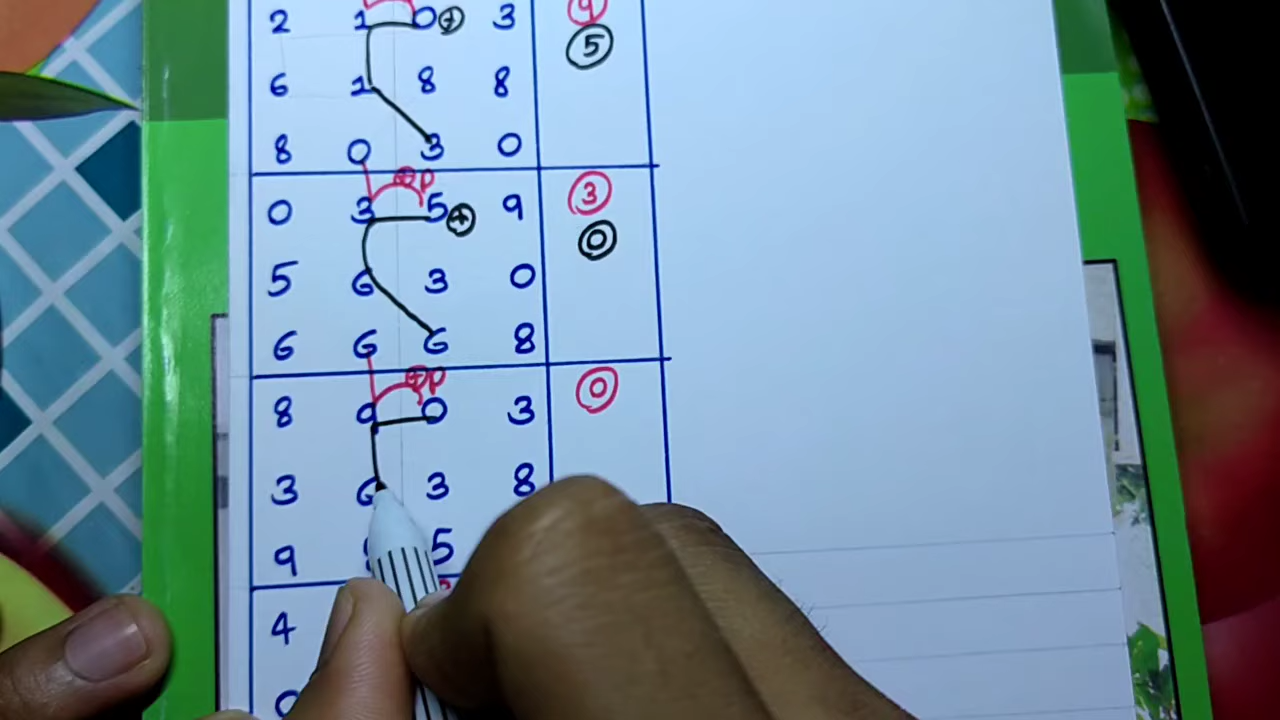 2 1 0 + 3 9
5
6 1 8 8
8 0 3 0
+P
0 3 5 + 9 3
0
5 6 3 0
6 6 6 8
+P
8 0 0 3 0
3 6 3 8
9 5
4